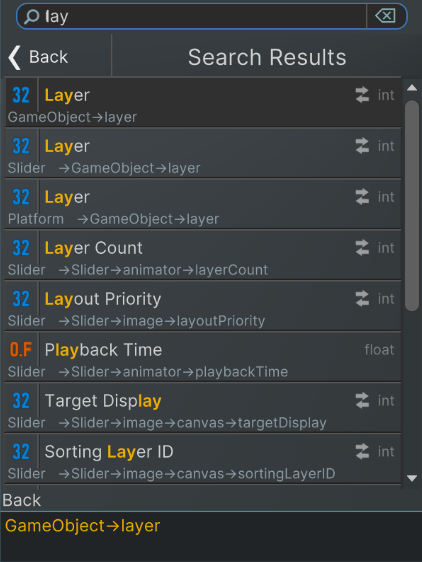 lay
Back
Search Results
32 Layer int
GameObject→layer
32 Layer int
Slider →GameObject→layer
32 Layer int
Platform →GameObject→layer
32 Layer Count int
Slider →Slider→animator→layerCount
32 Layout Priority int
Slider →Slider→image→layoutPriority
0.F Playback Time float
Slider →Slider→animator→playbackTime
32 Target Display int
Slider →Slider→image→canvas→targetDisplay
32 Sorting Layer ID int
Slider →Slider→image→canvas→sortingLayerID
Back
GameObject→layer